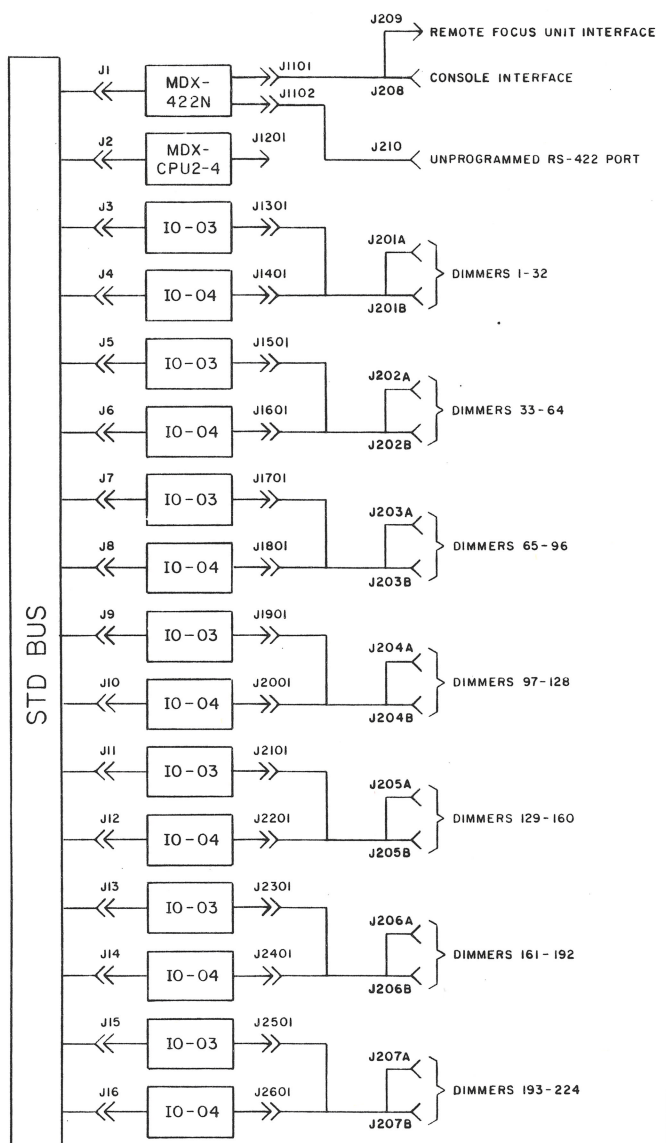 J209
REMOTE FOCUS UNIT INTERFACE
J1 MDX-422N J1101
J208 CONSOLE INTERFACE
J1102
J2 MDX-CPU2-4 J1201
J210 UNPROGRAMMED RS-422 PORT
J3 IO-03 J1301
J201A
DIMMERS 1-32
J4 IO-04 J1401
J201B
J5 IO-03 J1501
J202A
DIMMERS 33-64
J6 IO-04 J1601
J202B
J7 IO-03 J1701
J203A
DIMMERS 65-96
J8 IO-04 J1801
J203B
STD BUS
J9 IO-03 J1901
J204A
DIMMERS 97-128
J10 IO-04 J2001
J204B
J11 IO-03 J2101
J205A
DIMMERS 129-160
J12 IO-04 J2201
J205B
J13 IO-03 J2301
J206A
DIMMERS 161-192
J14 IO-04 J2401
J206B
J15 IO-03 J2501
J207A
DIMMERS 193-224
J16 IO-04 J2601
J207B